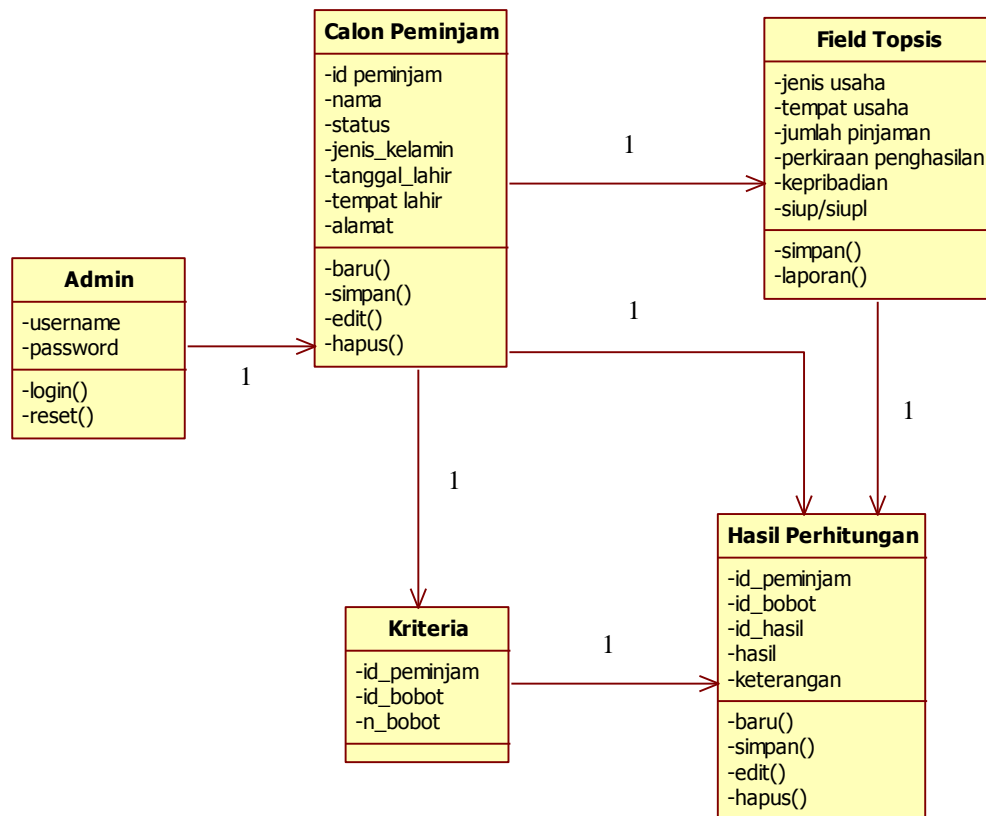 Calon Peminjam
-id peminjam
-nama
-status
-jenis_kelamin
-tanggal_lahir
-tempat lahir
-alamat
-baru()
-simpan()
-edit()
-hapus()
Field Topsis
-jenis usaha
-tempat usaha
-jumlah pinjaman
-perkiraan penghasilan
-kepribadian
-siup/siupl
-simpan()
-laporan()
1
Admin
-username
-password
-login()
-reset()
1
1
1
1
Kriteria
-id_peminjam
-id_bobot
-n_bobot
1
Hasil Perhitungan
-id_peminjam
-id_bobot
-id_hasil
-hasil
-keterangan
-baru()
-simpan()
-edit()
-hapus()